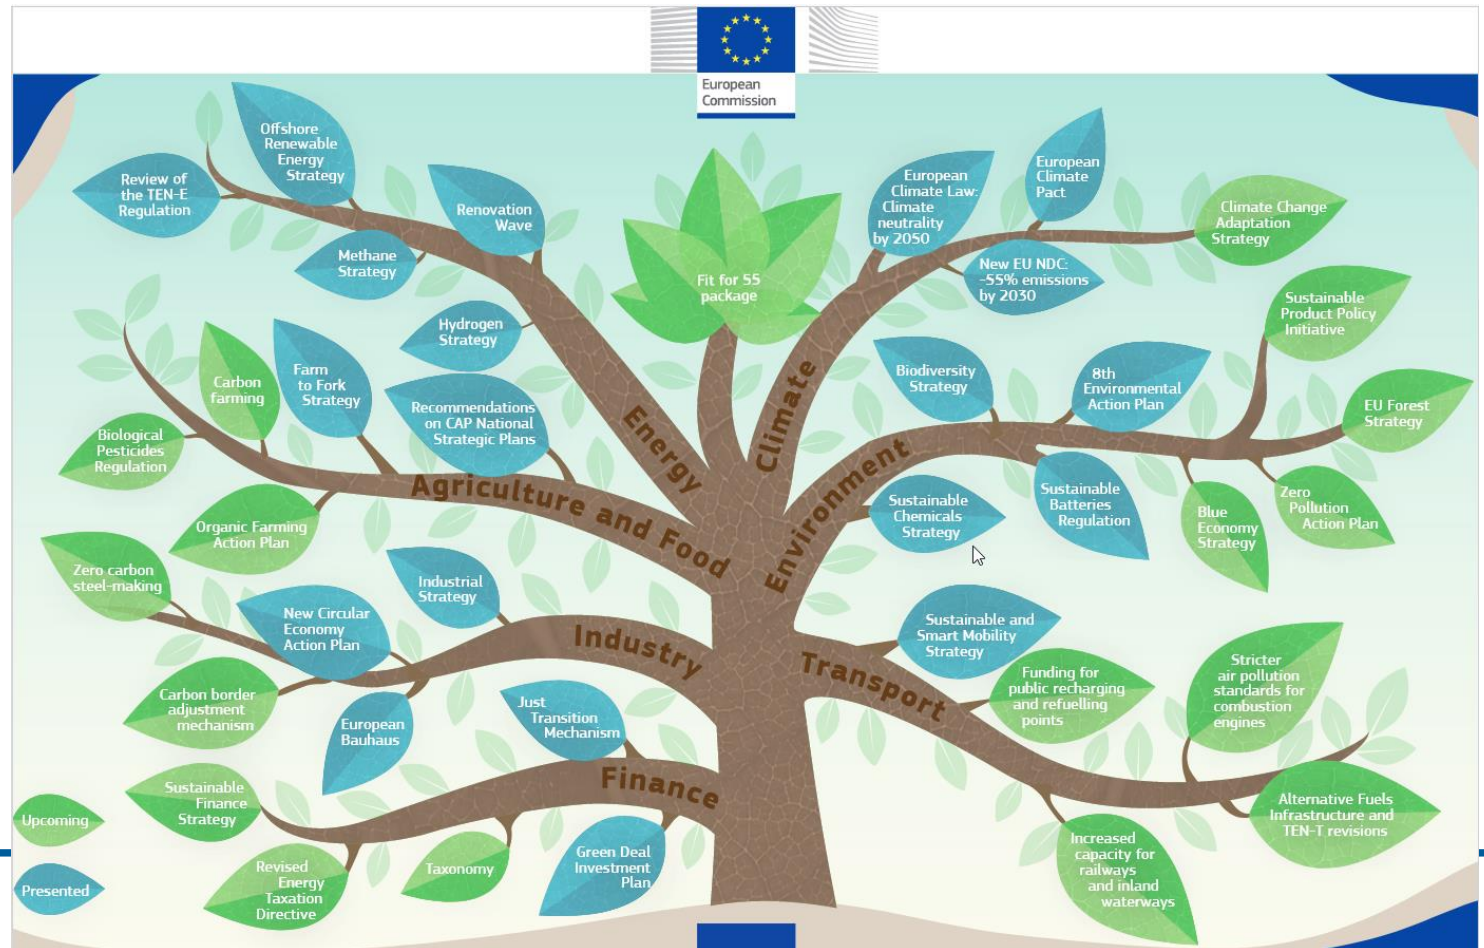 European
Commission
Offshore
Renewable
Energy
Strategy
Review of
the TEN-E
Regulation
Renovation
Wave
Methane
Strategy
Hydrogen
Strategy
Energy
Fit for 55
package
European
Climate Law:
Climate
neutrality
by 2050
European
Climate
Pact
Climate Change
Adaptation
Strategy
New EU NDC:
-55% emissions
by 2030
Climate
Carbon
farming
Farm
to Fork
Strategy
Recommendations
on CAP National
Strategic Plans
Biological
Pesticides
Regulation
Organic Farming
Action Plan
Agriculture and Food
Sustainable
Product Policy
Initiative
Biodiversity
Strategy
8th
Environmental
Action Plan
EU Forest
Strategy
Sustainable
Chemicals
Strategy
Sustainable
Batteries
Regulation
Blue
Economy
Strategy
Zero
Pollution
Action Plan
Environment
Zero carbon
steel-making
New Circular
Economy
Action Plan
Industrial
Strategy
Carbon border
adjustment
mechanism
European
Bauhaus
Industry
Sustainable and
Smart Mobility
Strategy
Funding for
public recharging
and refuelling
points
Stricter
air pollution
standards for
combustion
engines
Alternative Fuels
Infrastructure and
TEN-T revisions
Increased
capacity for
railways
and inland
waterways
Transport
Just
Transition
Mechanism
Sustainable
Finance
Strategy
Revised
Energy
Taxation
Directive
Taxonomy
Green Deal
Investment
Plan
Finance
Upcoming
Presented